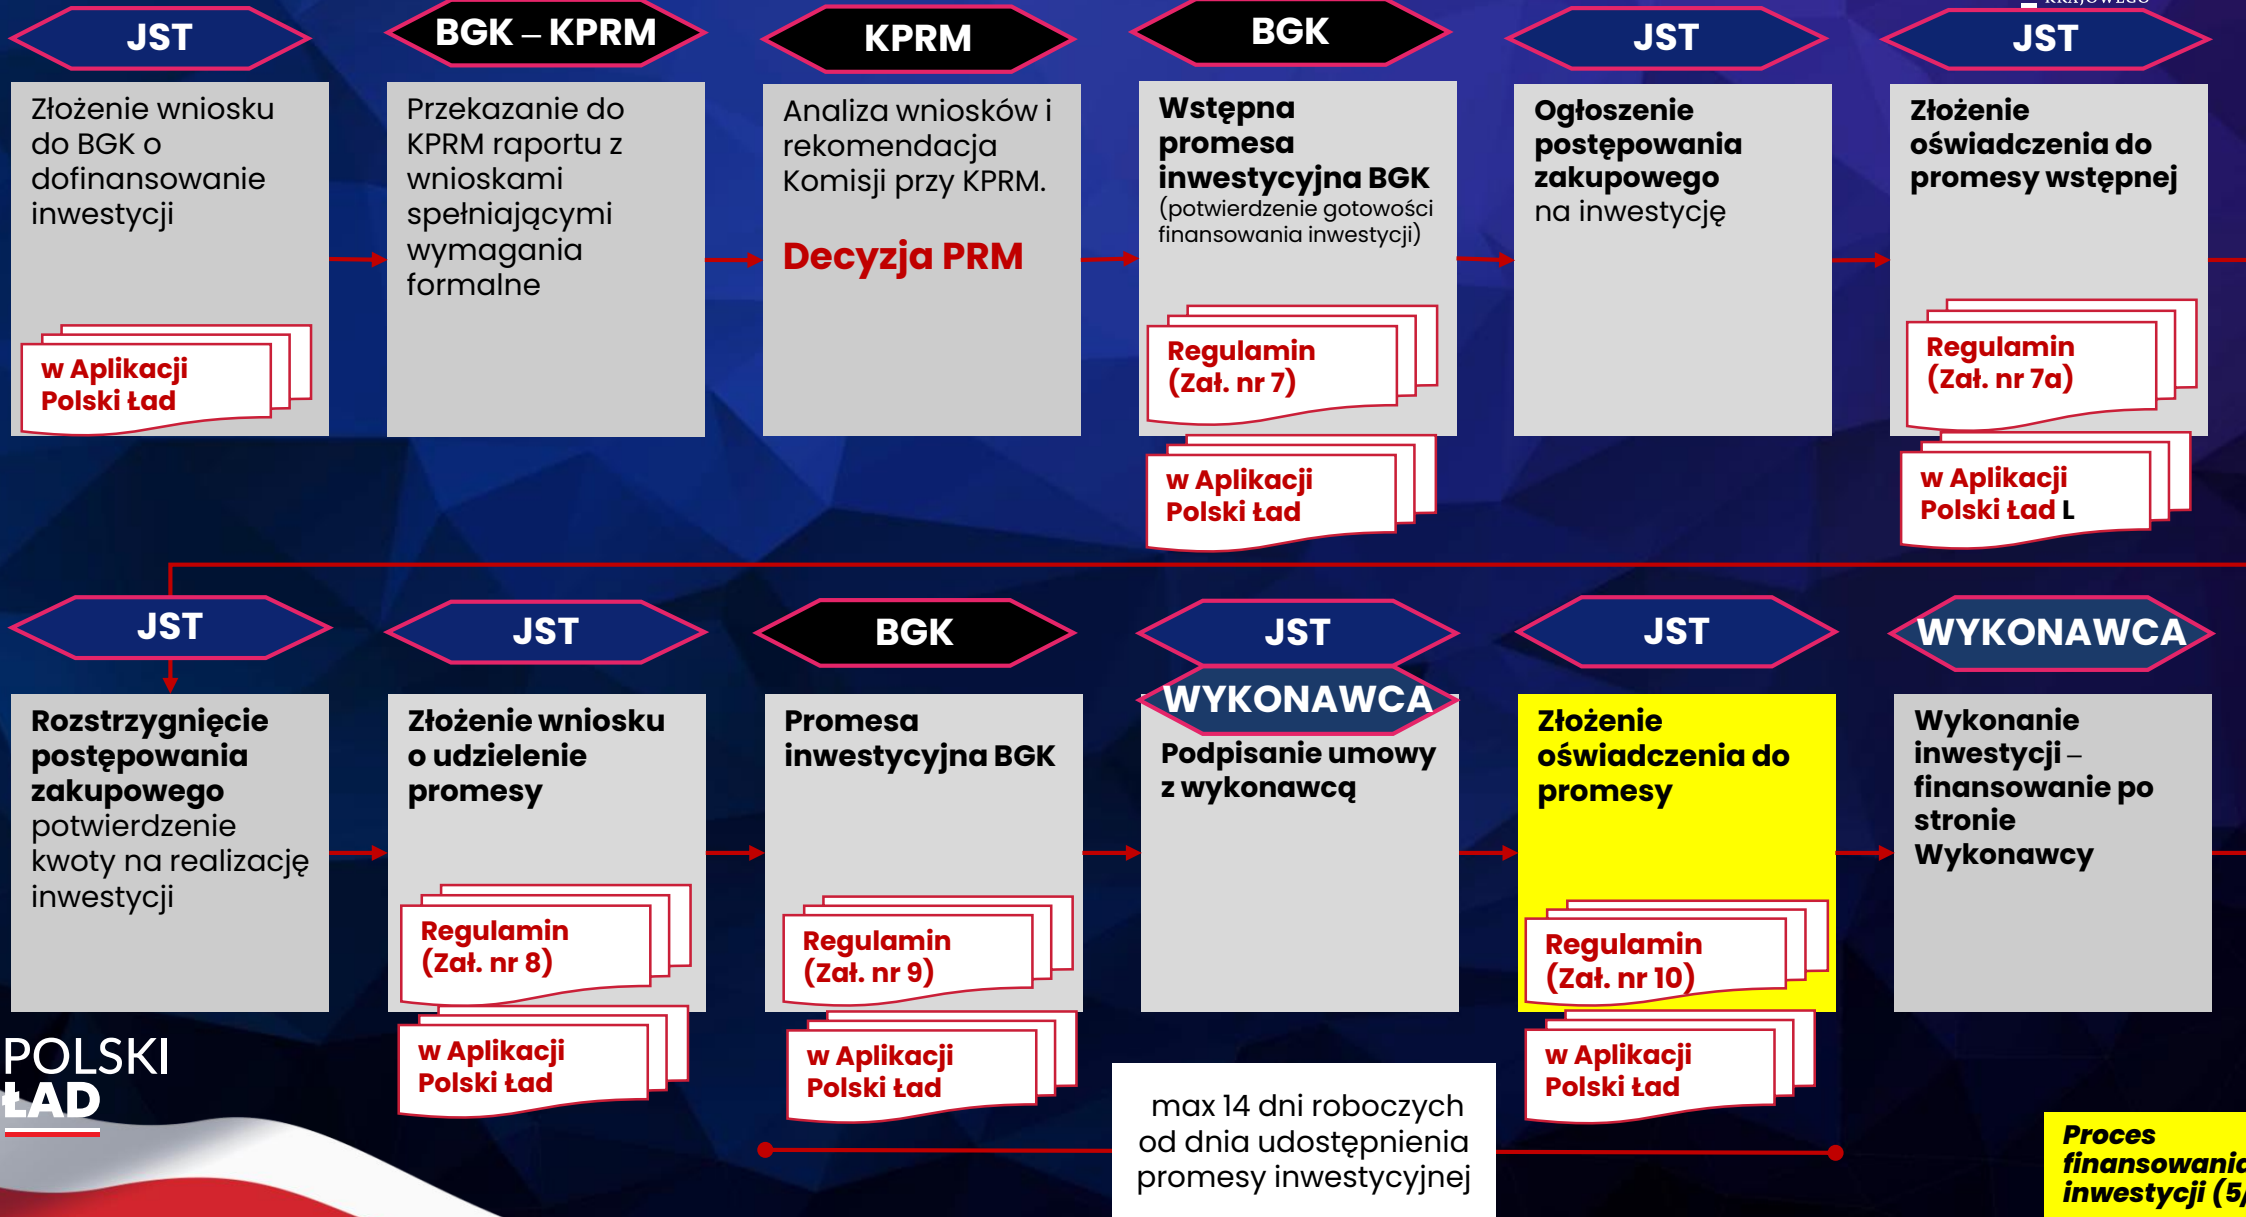 KRAJOWEGO
JST
BGK – KPRM
KPRM
BGK
JST
JST
Złożenie wniosku
do BGK o
dofinansowanie
inwestycji
w Aplikacji
Polski Ład
Przekazanie do
KPRM raportu z
wnioskami
spełniającymi
wymagania
formalne
Analiza wniosków i
rekomendacja
Komisji przy KPRM.
Decyzja PRM
Wstępna
promesa
inwestycyjna BGK
(potwierdzenie gotowości
finansowania inwestycji)
Regulamin
(Zał. nr 7)
w Aplikacji
Polski Ład
Ogłoszenie
postępowania
zakupowego
na inwestycję
Złożenie
oświadczenia do
promesy wstępnej
Regulamin
(Zał. nr 7a)
w Aplikacji
Polski Ład L
JST
JST
BGK
JST
WYKONAWCA
JST
WYKONAWCA
Rozstrzygnięcie
postępowania
zakupowego
potwierdzenie
kwoty na realizację
inwestycji
Złożenie wniosku
o udzielenie
promesy
Regulamin
(Zał. nr 8)
w Aplikacji
Polski Ład
Promesa
inwestycyjna BGK
Regulamin
(Zał. nr 9)
w Aplikacji
Polski Ład
Podpisanie umowy
z wykonawcą
Złożenie
oświadczenia do
promesy
Regulamin
(Zał. nr 10)
w Aplikacji
Polski Ład
Wykonanie
inwestycji –
finansowanie po
stronie
Wykonawcy
POLSKI
ŁAD
max 14 dni roboczych
od dnia udostępnienia
promesy inwestycyjnej
Proces
finansowania
inwestycji (5/